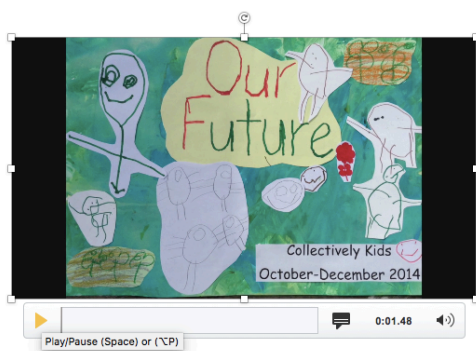 Our
Future
Collectively Kids
October-December 2014
0:01.48
Play/Pause (Space) or (⌥P)